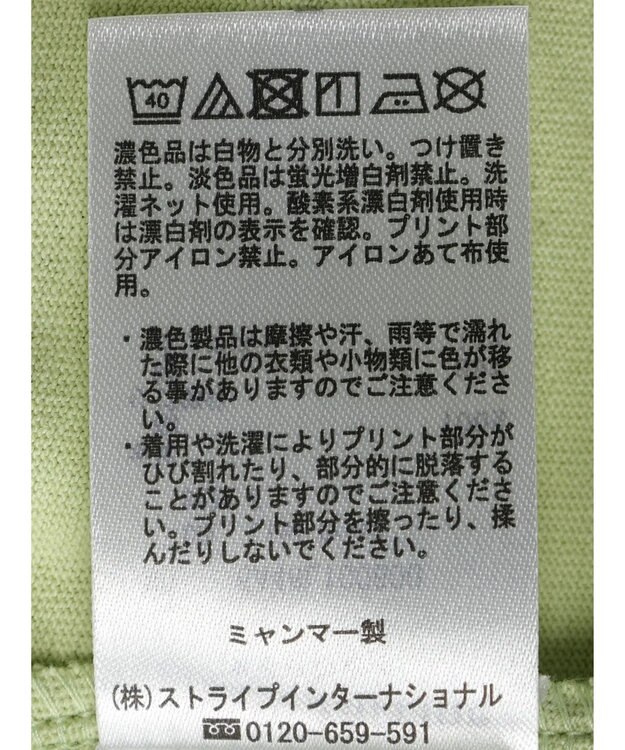 40
濃色品は白物と分別洗い。つけ置き
禁止。淡色品は蛍光増白剤禁止。洗
濯ネット使用。酸素系漂白剤使用時
は漂白剤の表示を確認。プリント部
分アイロン禁止。アイロンあて布使
用。
・濃色製品は摩擦や汗、雨等で濡れ
た際に他の衣類や小物類に色が移
る事がありますのでご注意くださ
い。
・着用や洗濯によりプリント部分が
ひび割れたり、部分的に脱落する
ことがありますのでご注意くださ
い。プリント部分を擦ったり、揉
んだりしないでください。
ミャンマー製
(株)ストライプインターナショナル
0120-659-591